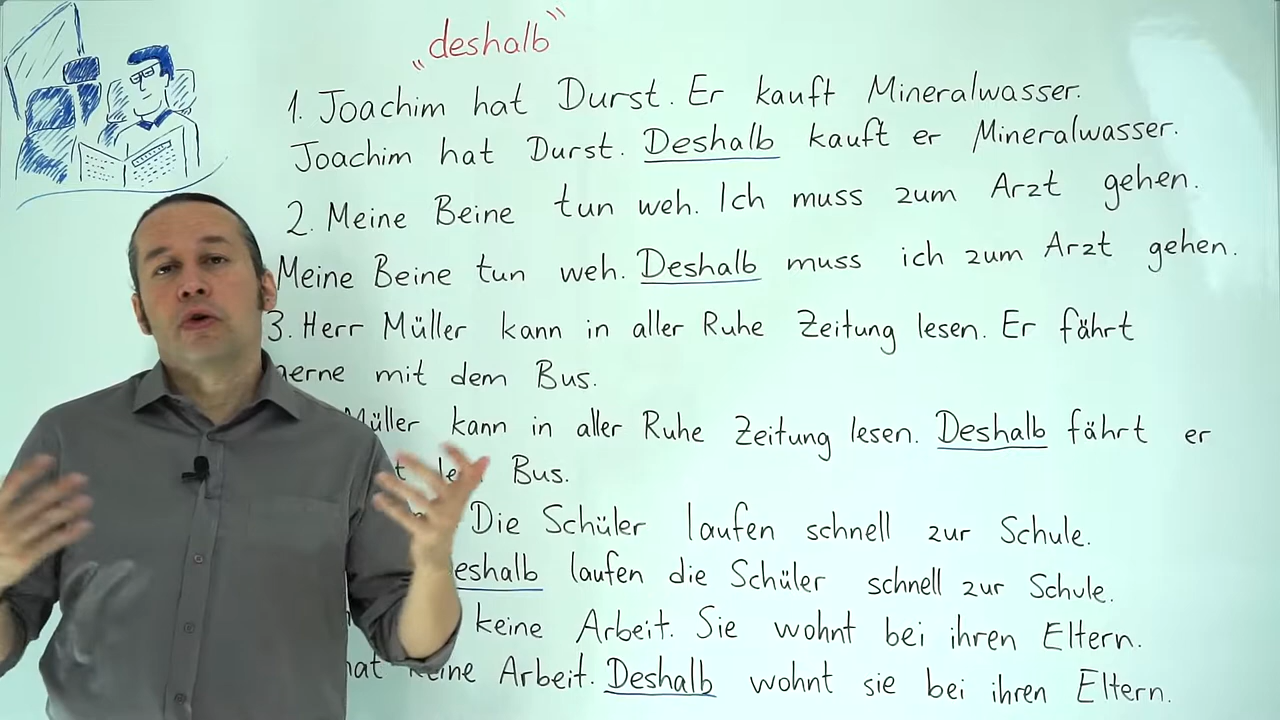 „deshalb"
1. Joachim hat Durst. Er kauft Mineralwasser.
Joachim hat Durst. Deshalb kauft er Mineralwasser.
2. Meine Beine tun weh. Ich muss zum Arzt gehen.
Meine Beine tun weh. Deshalb muss ich zum Arzt gehen.
3. Herr Müller kann in aller Ruhe Zeitung lesen. Er fährt
gerne mit dem Bus.
Müller kann in aller Ruhe Zeitung lesen. Deshalb fährt er
Bus.
Die Schüler laufen schnell zur Schule.
eshalb laufen die Schüler schnell zur Schule.
keine Arbeit. Sie wohnt bei ihren Eltern.
hat keine Arbeit. Deshalb wohnt sie bei ihren Eltern.